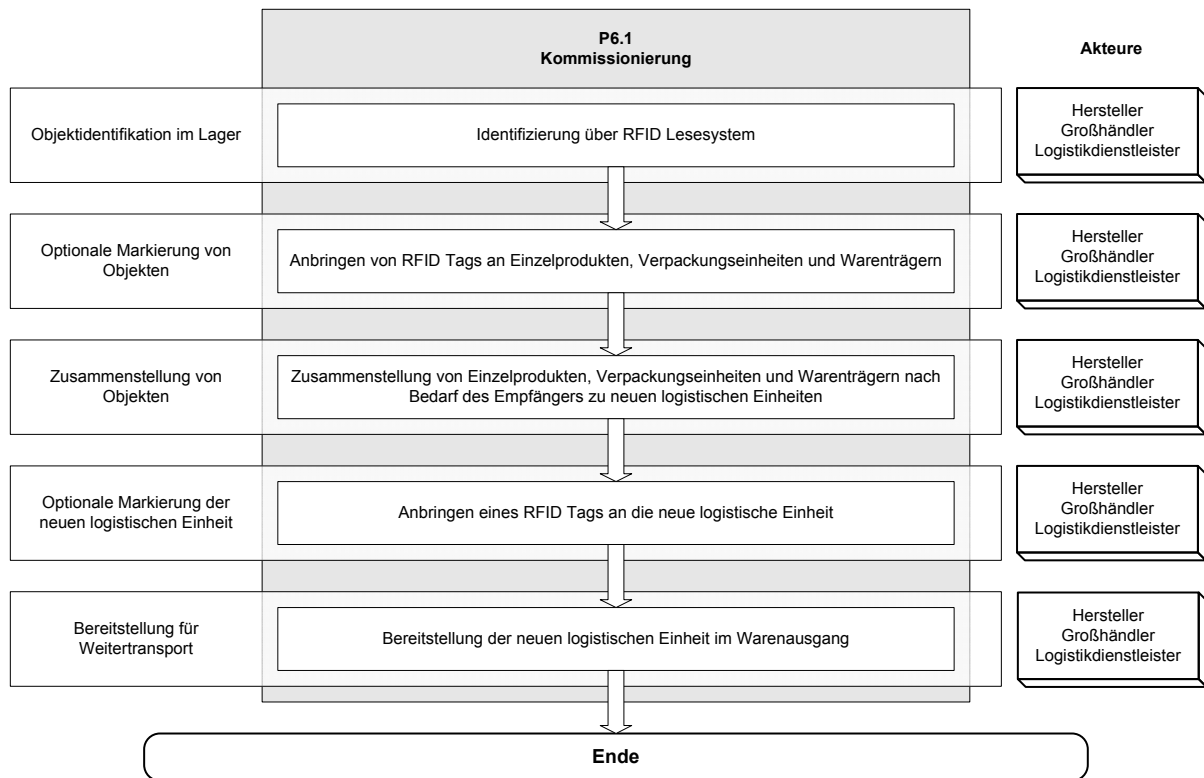 P6.1
Kommissionierung
Akteure
Objektidentifikation im Lager
Identifizierung über RFID Lesesystem
Hersteller
Großhändler
Logistikdienstleister
Optionale Markierung von
Objekten
Anbringen von RFID Tags an Einzelprodukten, Verpackungseinheiten und Warenträgern
Hersteller
Großhändler
Logistikdienstleister
Zusammenstellung von
Objekten
Zusammenstellung von Einzelprodukten, Verpackungseinheiten und Warenträgern nach
Bedarf des Empfängers zu neuen logistischen Einheiten
Hersteller
Großhändler
Logistikdienstleister
Optionale Markierung der
neuen logistischen Einheit
Anbringen eines RFID Tags an die neue logistische Einheit
Hersteller
Großhändler
Logistikdienstleister
Bereitstellung für
Weitertransport
Bereitstellung der neuen logistischen Einheit im Warenausgang
Hersteller
Großhändler
Logistikdienstleister
Ende